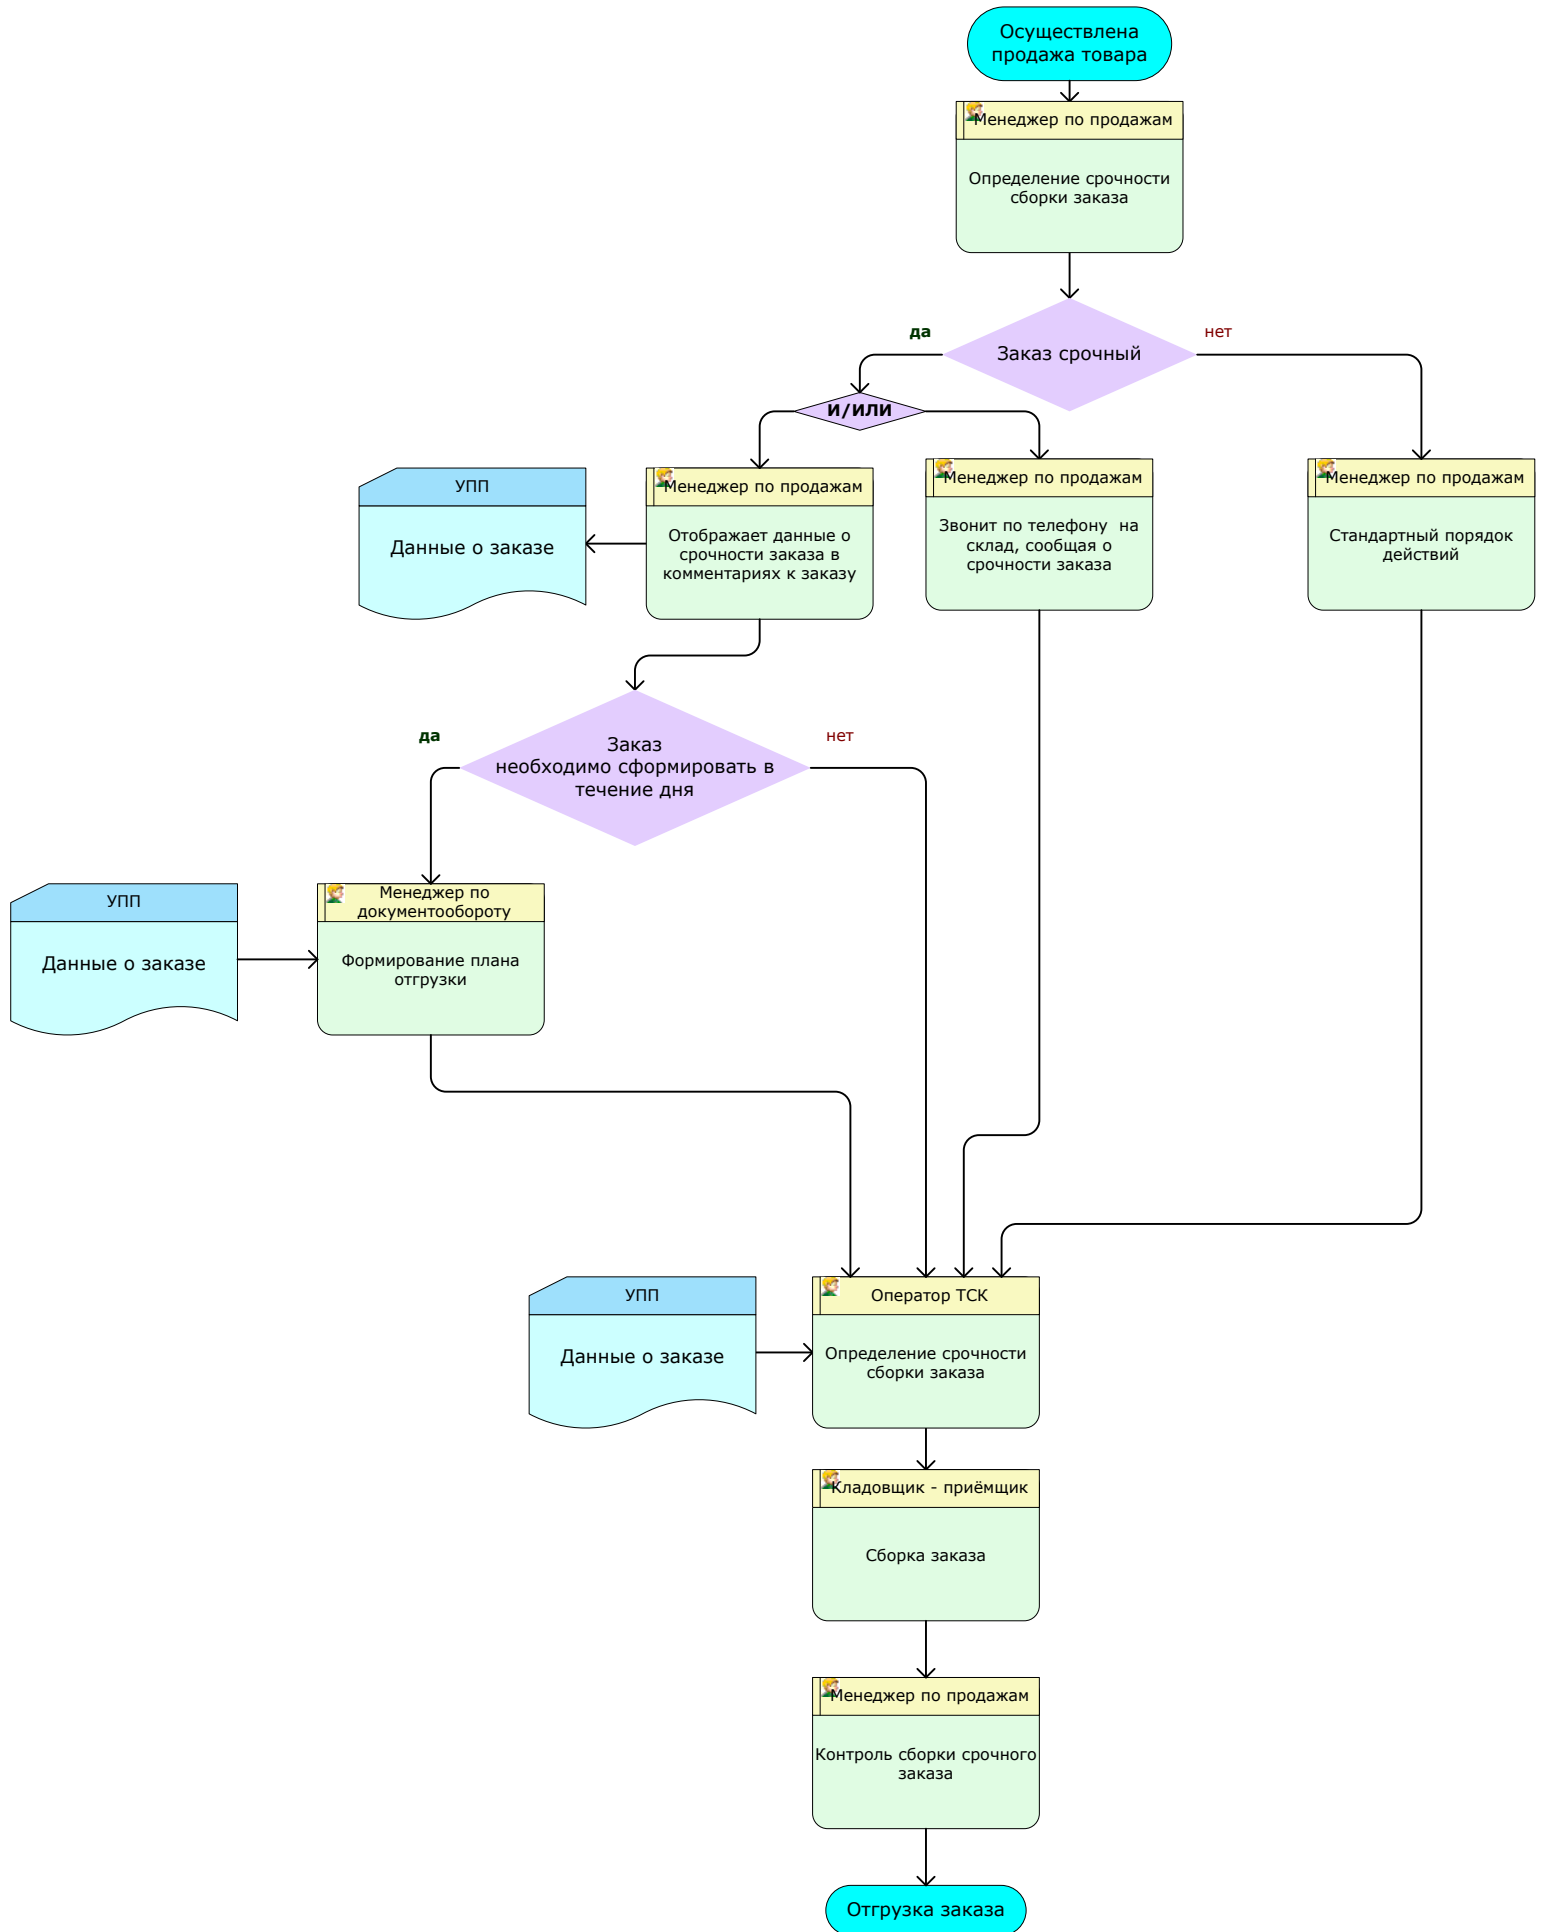 Осуществлена
продажа товара
Менеджер по продажам
Определение срочности
сборки заказа
да
нет
Заказ срочный
И/ИЛИ
УПП
Данные о заказе
Менеджер по продажам
Отображает данные о
срочности заказа в
комментариях к заказу
Менеджер по продажам
Звонит по телефону на
склад, сообщая о
срочности заказа
Менеджер по продажам
Стандартный порядок
действий
да
нет
Заказ
необходимо сформировать в
течение дня
УПП
Данные о заказе
Менеджер по
документообороту
Формирование плана
отгрузки
УПП
Данные о заказе
Оператор ТСК
Определение срочности
сборки заказа
Кладовщик - приёмщик
Сборка заказа
Менеджер по продажам
Контроль сборки срочного
заказа
Отгрузка заказа